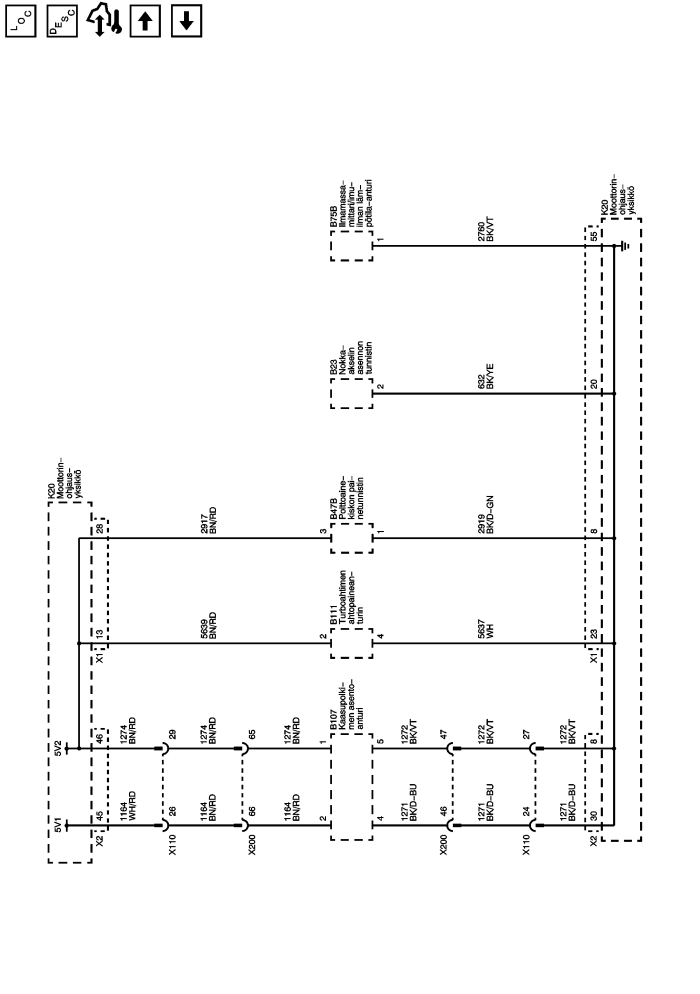 LOC
DESC
K20
Moottorin–
ohjaus–
yksikkö
5V1
5V2
X2
45
46
X1
13
28
1164
WH/RD
1274
BN/RD
5639
BN/RD
2917
BN/RD
X110
26
29
1164
BN/RD
1274
BN/RD
X200
66
65
1164
BN/RD
1274
BN/RD
2
1
2
3
B107
Kaasupolki–
men asento–
anturi
B111
Turboahtimen
ahtopainean–
turin
B47B
Polttoaine–
kiskon pai–
netunnistin
B23
Nokka–
akselin
asennon
tunnistin
B75B
Ilmamassa–
mittari/imu–
ilman läm–
pötila–anturi
4
5
4
1
2
1
1271
BK/D–BU
1272
BK/VT
X200
46
47
1271
BK/D–BU
1272
BK/VT
5637
WH
2919
BK/D–GN
632
BK/YE
2760
BK/VT
X110
24
27
1271
BK/D–BU
1272
BK/VT
X2
30
8
X1
23
8
20
55
K20
Moottorin–
ohjaus–
yksikkö